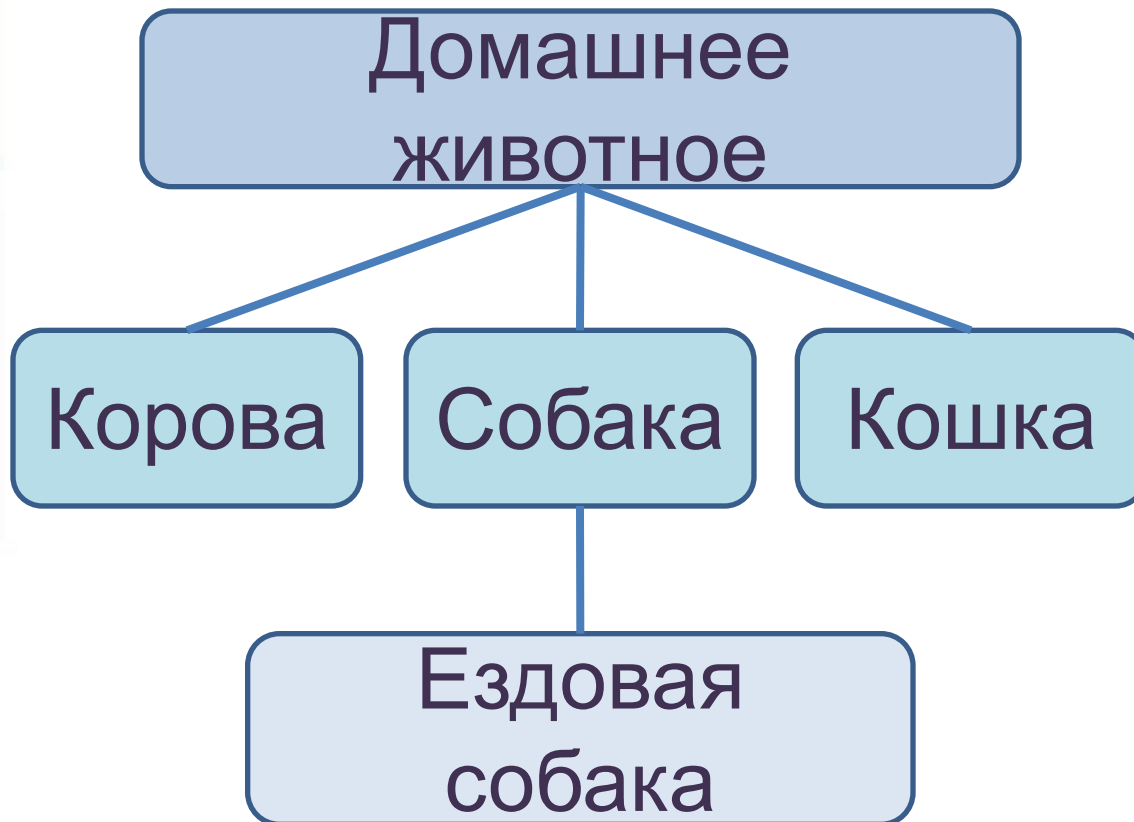 Домашнее
животное
Корова
Собака
Кошка
Ездовая
собака